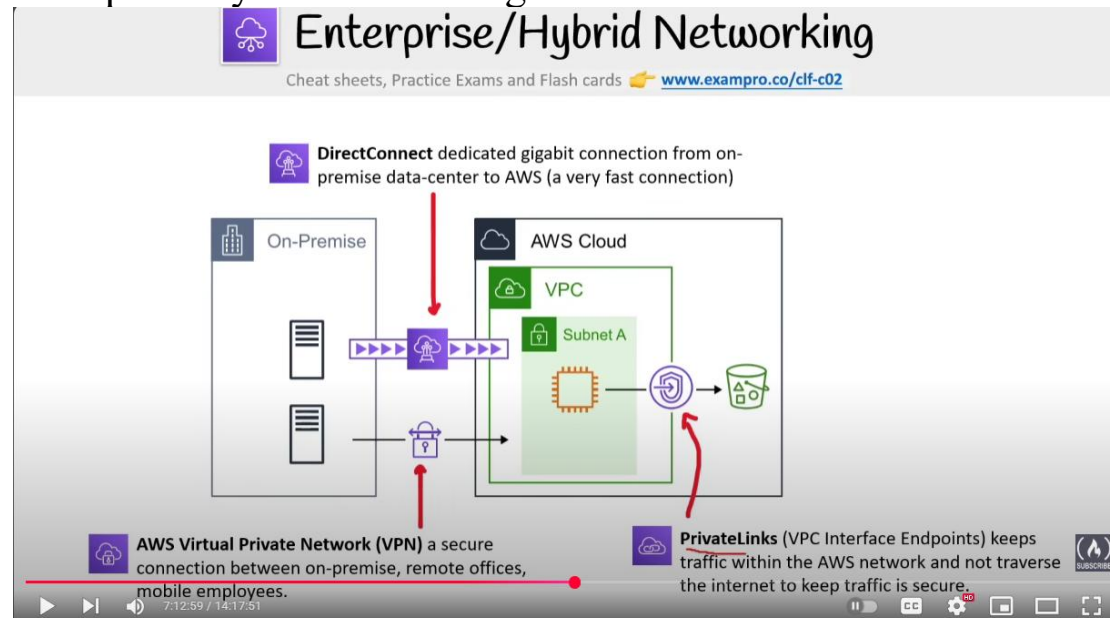 Enterprise/Hybrid Networking
Cheat sheets, Practice Exams and Flash cards 👉 www.exampro.co/clf-c02
DirectConnect dedicated gigabit connection from on-
premise data-center to AWS (a very fast connection)
On-Premise
AWS Cloud
VPC
Subnet A
AWS Virtual Private Network (VPN) a secure
connection between on-premise, remote offices,
mobile employees.
PrivateLinks (VPC Interface Endpoints) keeps
traffic within the AWS network and not traverse
the internet to keep traffic is secure.
SUBSCRIBE
7:12:59 / 14:17:51
CC
HD